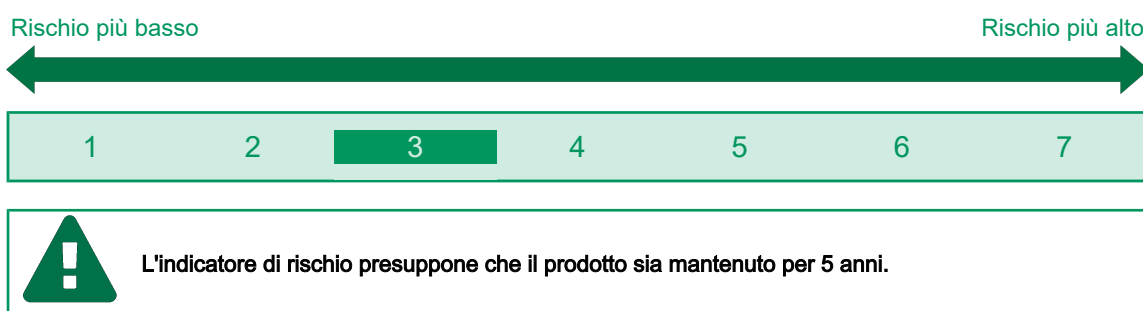 Rischio più basso Rischio più alto
1 2 3 4 5 6 7
L'indicatore di rischio presuppone che il prodotto sia mantenuto per 5 anni.